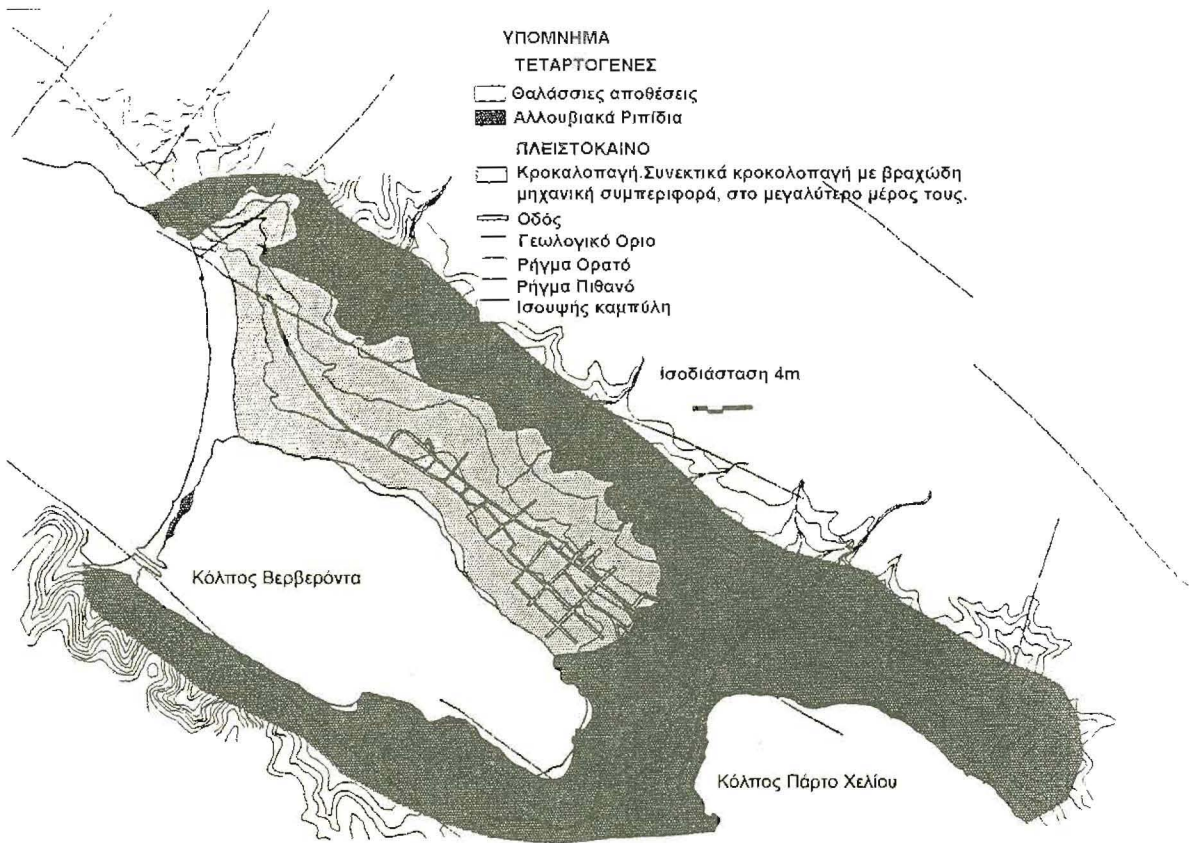 ΥΠΟΜΝΗΜΑ
ΤΕΤΑΡΤΟΓΕΝΕΣ
Θαλάσσιες αποθέσεις
Αλλουβιακά Ριπίδια
ΠΛΕΙΣΤΟΚΑΙΝΟ
Κροκαλοπαγή.Συνεκτικά κροκολοπαγή με βραχώδη
μηχανική συμπεριφορά, στο μεγαλύτερο μέρος τους.
Οδός
Γεωλογικό Οριο
Ρήγμα Ορατό
Ρήγμα Πιθανό
Ισουψής καμπύλη
Ισοδιάσταση 4m
Κόλπος Βερβερόντα
Κόλπος Πάρτο Χελίου